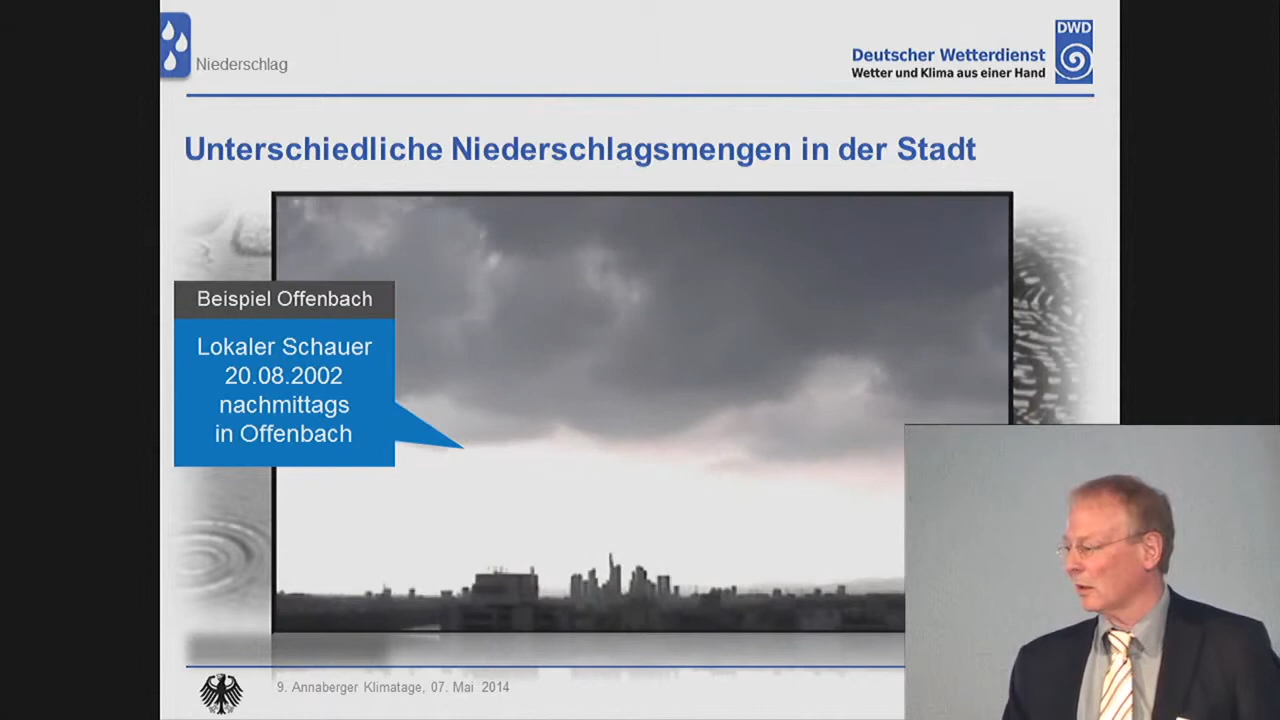 Niederschlag
DWD
Deutscher Wetterdienst
Wetter und Klima aus einer Hand
Unterschiedliche Niederschlagsmengen in der Stadt
Beispiel Offenbach
Lokaler Schauer
20.08.2002
nachmittags
in Offenbach
9. Annaberger Klimatage, 07. Mai 2014